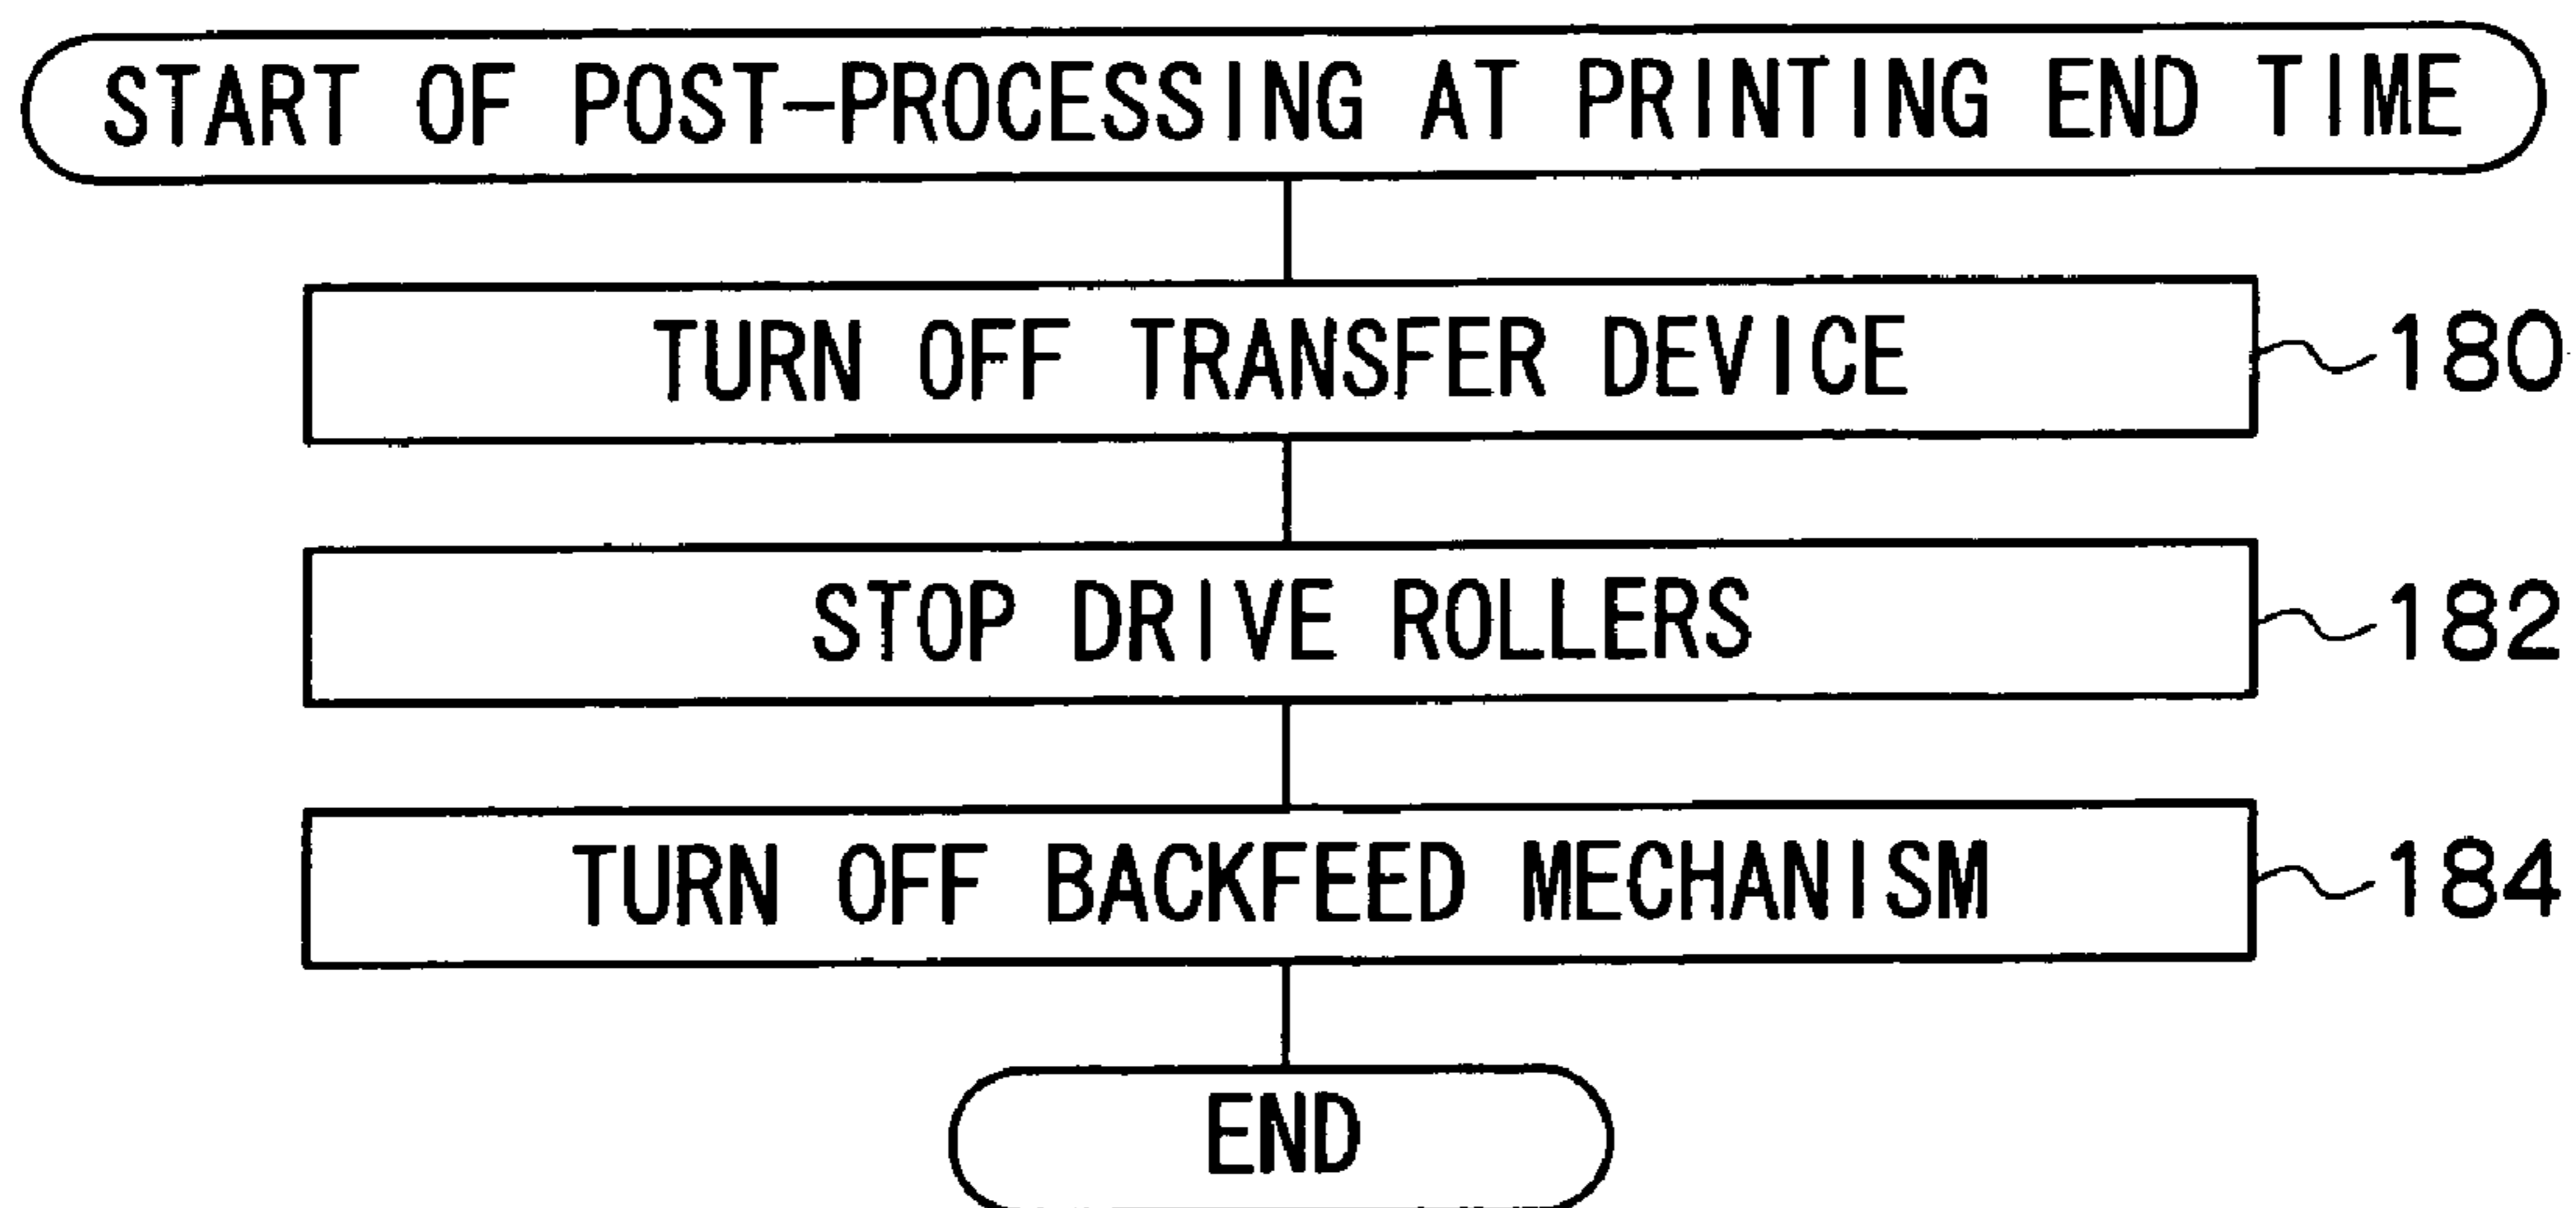 START OF POST-PROCESSING AT PRINTING END TIME
TURN OFF TRANSFER DEVICE
180
STOP DRIVE ROLLERS
182
TURN OFF BACKFEED MECHANISM
184
END